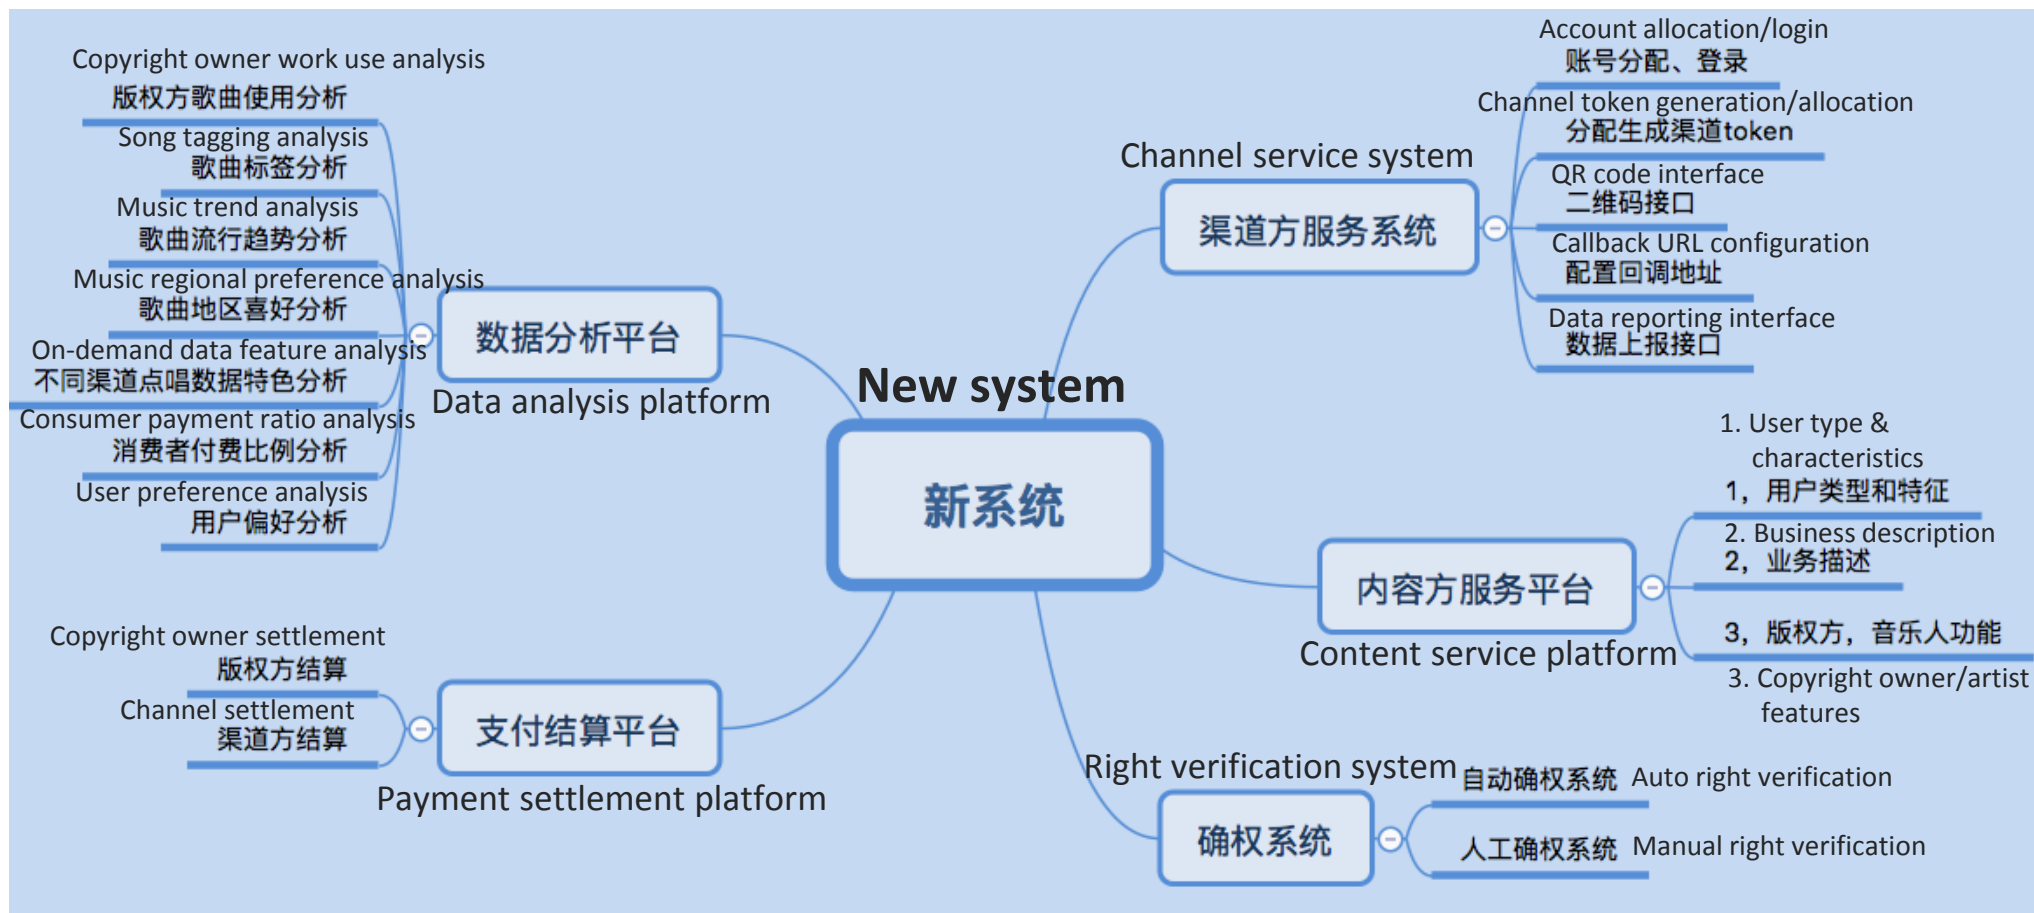 Copyright owner work use analysis
版权方歌曲使用分析
Song tagging analysis
歌曲标签分析
Music trend analysis
歌曲流行趋势分析
Music regional preference analysis
歌曲地区喜好分析
On-demand data feature analysis
不同渠道点唱数据特色分析
Consumer payment ratio analysis
消费者付费比例分析
User preference analysis
用户偏好分析
数据分析平台
Data analysis platform
Copyright owner settlement
版权方结算
Channel settlement
渠道方结算
支付结算平台
Payment settlement platform
New system
新系统
Channel service system
渠道方服务系统
Account allocation/login
账号分配、登录
Channel token generation/allocation
分配生成渠道token
QR code interface
二维码接口
Callback URL configuration
配置回调地址
Data reporting interface
数据上报接口
内容方服务平台
Content service platform
1. User type &
characteristics
1，用户类型和特征
2. Business description
2，业务描述
3，版权方，音乐人功能
3. Copyright owner/artist
features
Right verification system
确权系统
自动确权系统 Auto right verification
人工确权系统 Manual right verification